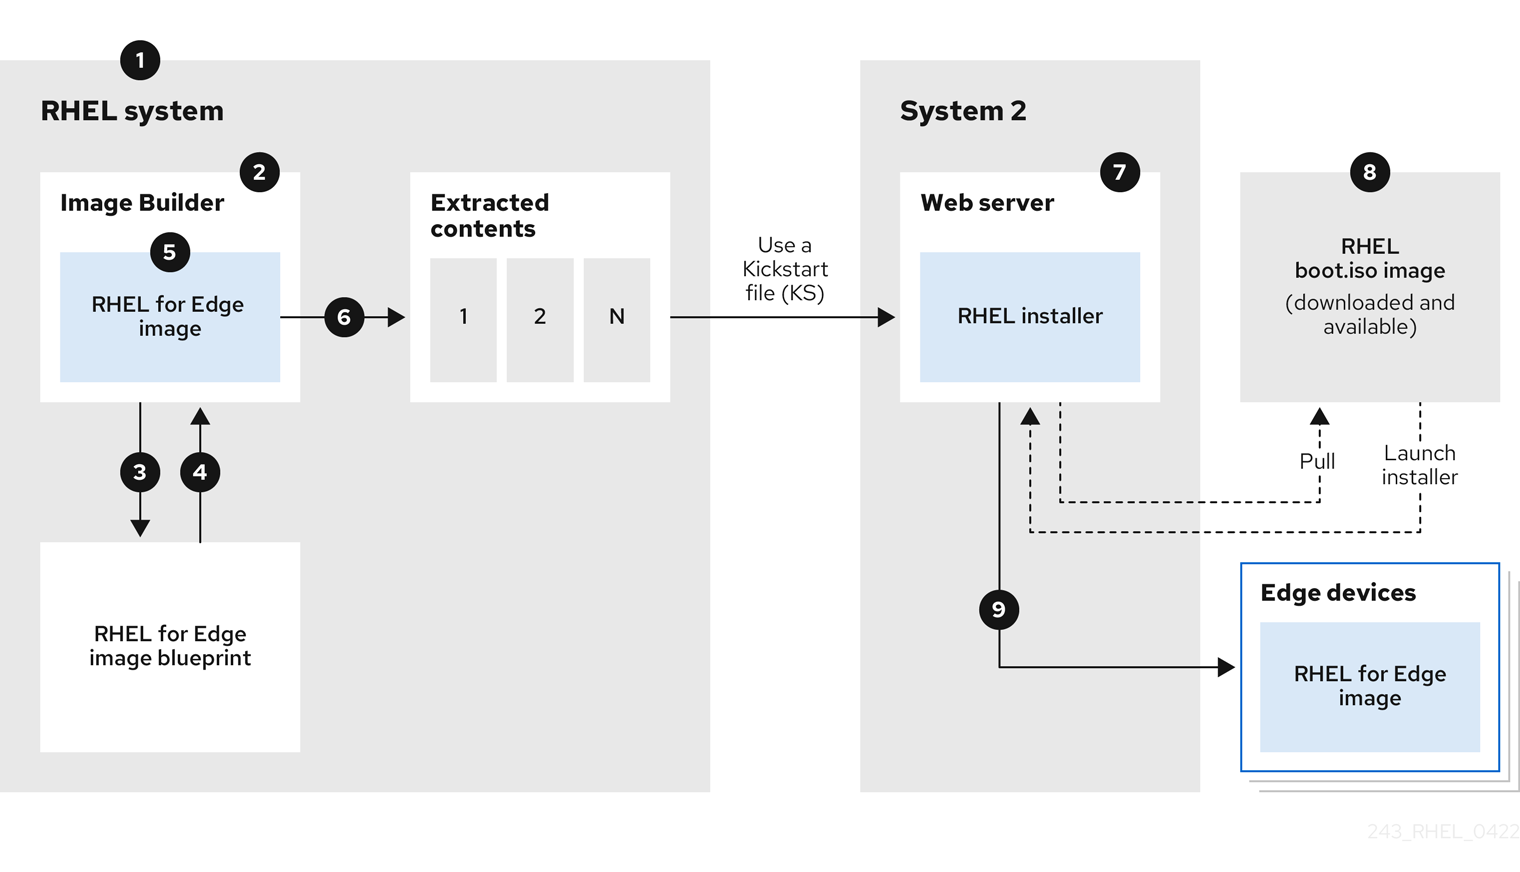 1
RHEL system
2
Image Builder
5
RHEL for Edge
image
6
3
4
RHEL for Edge
image blueprint
Extracted
contents
1
2
N
Use a
Kickstart
file (KS)
System 2
7
Web server
RHEL installer
8
RHEL
boot.iso image
(downloaded and
available)
Pull
Launch
installer
9
Edge devices
RHEL for Edge
image
243_RHEL_0422